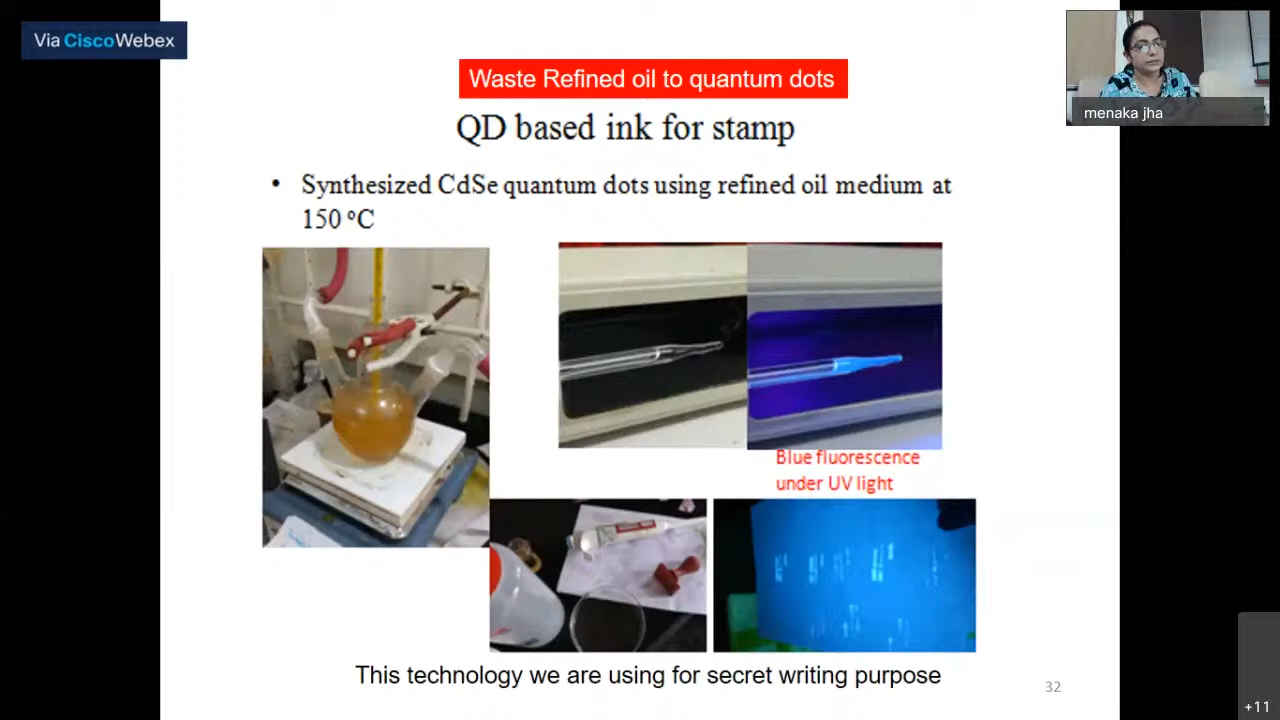 Via CiscoWebex
menaka jha
Waste Refined oil to quantum dots
QD based ink for stamp
• Synthesized CdSe quantum dots using refined oil medium at
150 ºC
Blue fluorescence
under UV light
This technology we are using for secret writing purpose
32
+11